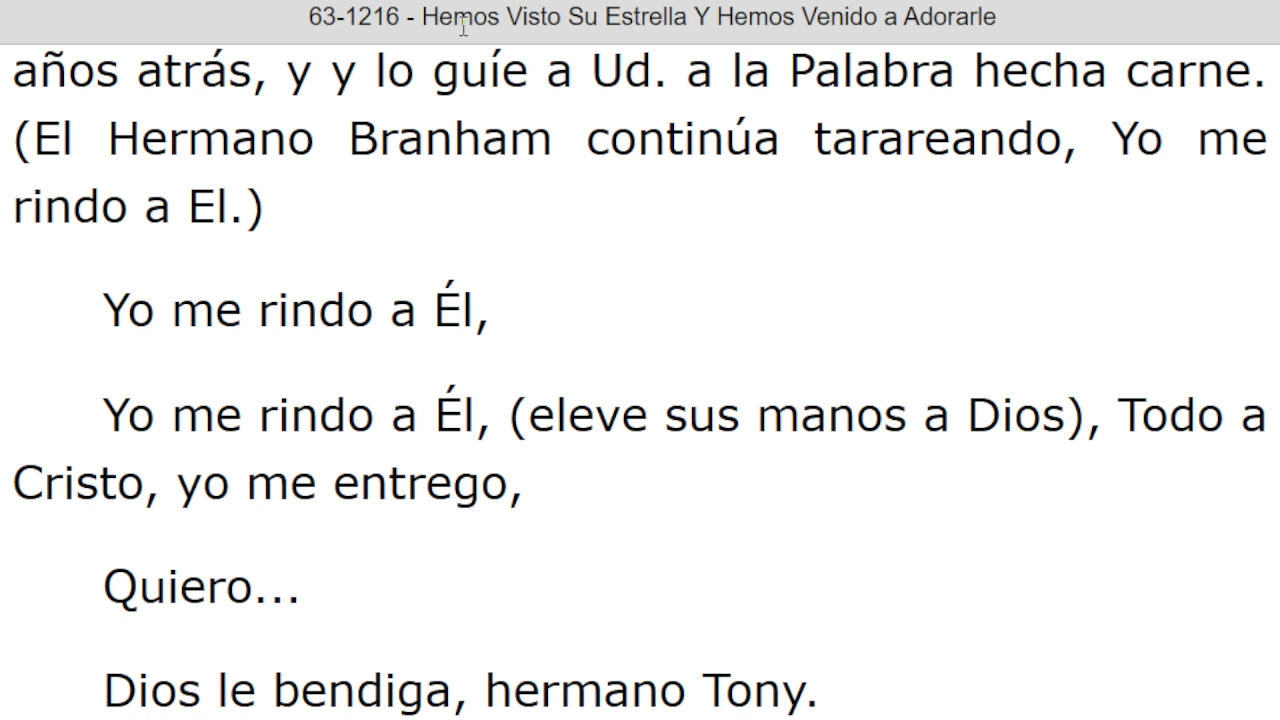 63-1216 - Hemos Visto Su Estrella Y Hemos Venido a Adorarle
años atrás, y y lo guíe a Ud. a la Palabra hecha carne.
(El Hermano Branham continúa tarareando, Yo me
rindo a El.)
Yo me rindo a Él,
Yo me rindo a Él, (eleve sus manos a Dios), Todo a
Cristo, yo me entrego,
Quiero...
Dios le bendiga, hermano Tony.